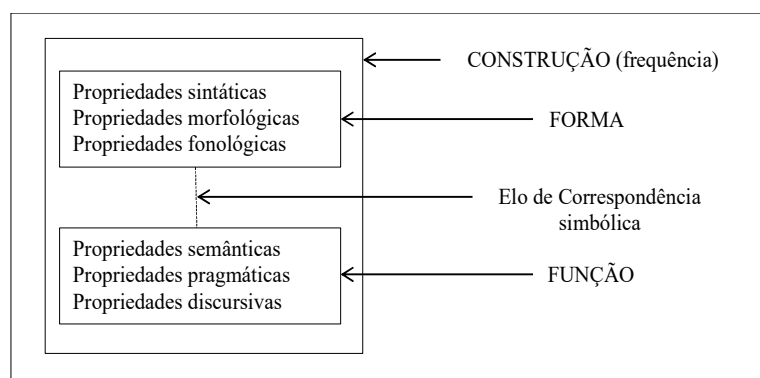 CONSTRUÇÃO (frequência)
Propriedades sintáticas
Propriedades morfológicas
Propriedades fonológicas
FORMA
Elo de Correspondência
simbólica
Propriedades semânticas
Propriedades pragmáticas
Propriedades discursivas
FUNÇÃO